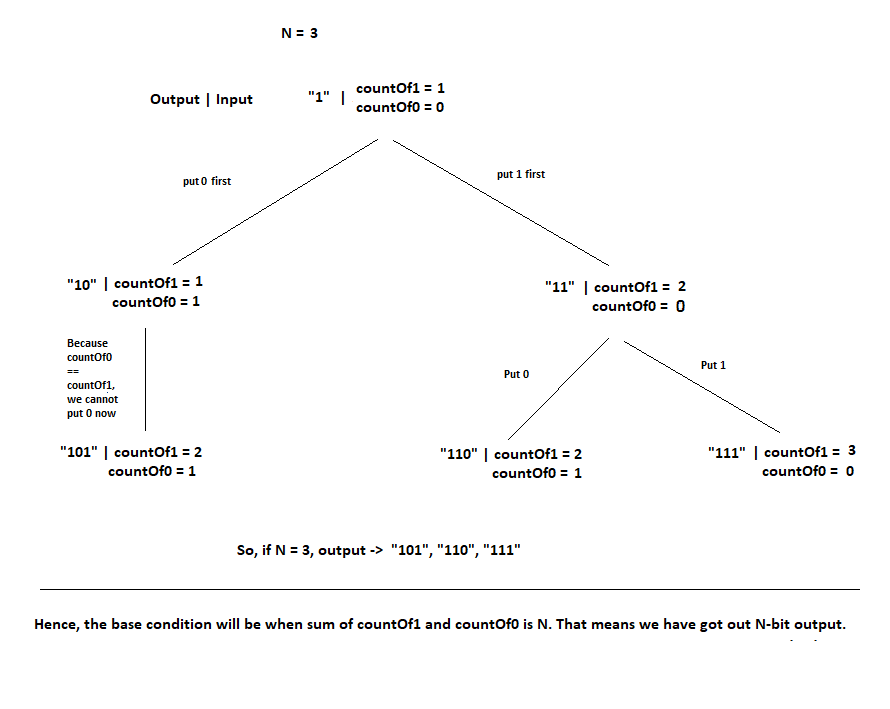 N = 3
Output | Input
"1" | countOf1 = 1
countOf0 = 0
put 0 first
put 1 first
"10" | countOf1 = 1
countOf0 = 1
"11" | countOf1 = 2
countOf0 = 0
Because
countOf0
==
countOf1,
we cannot
put 0 now
Put 0
Put 1
"101" | countOf1 = 2
countOf0 = 1
"110" | countOf1 = 2
countOf0 = 1
"111" | countOf1 = 3
countOf0 = 0
So, if N = 3, output -> "101", "110", "111"
Hence, the base condition will be when sum of countOf1 and countOf0 is N. That means we have got out N-bit output.